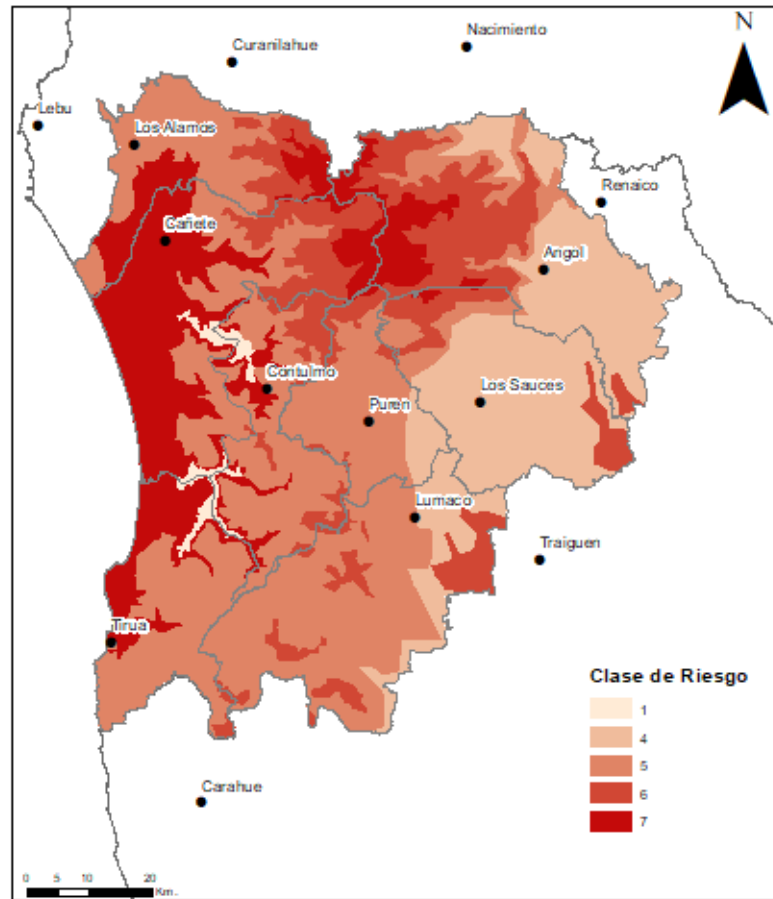 N
Nacimiento
Curanilahue
Lebu
Los Alamos
Renaico
Cañete
Angol
Contulmo
Los Sauces
Puren
Lumaco
Traiguen
Tirua
Clase de Riesgo
1
4
5
6
7
Carahue
0 5 10 20
Km.